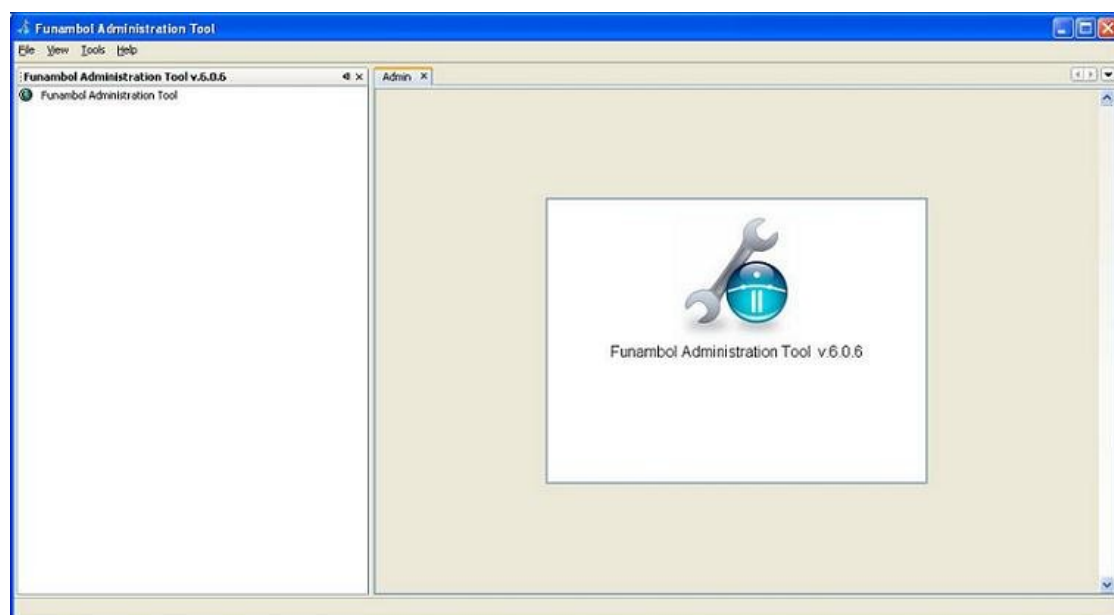 Funambol Administration Tool
File View Tools Help
Funambol Administration Tool v.6.0.6
Admin
Funambol Administration Tool
Funambol Administration Tool v.6.0.6